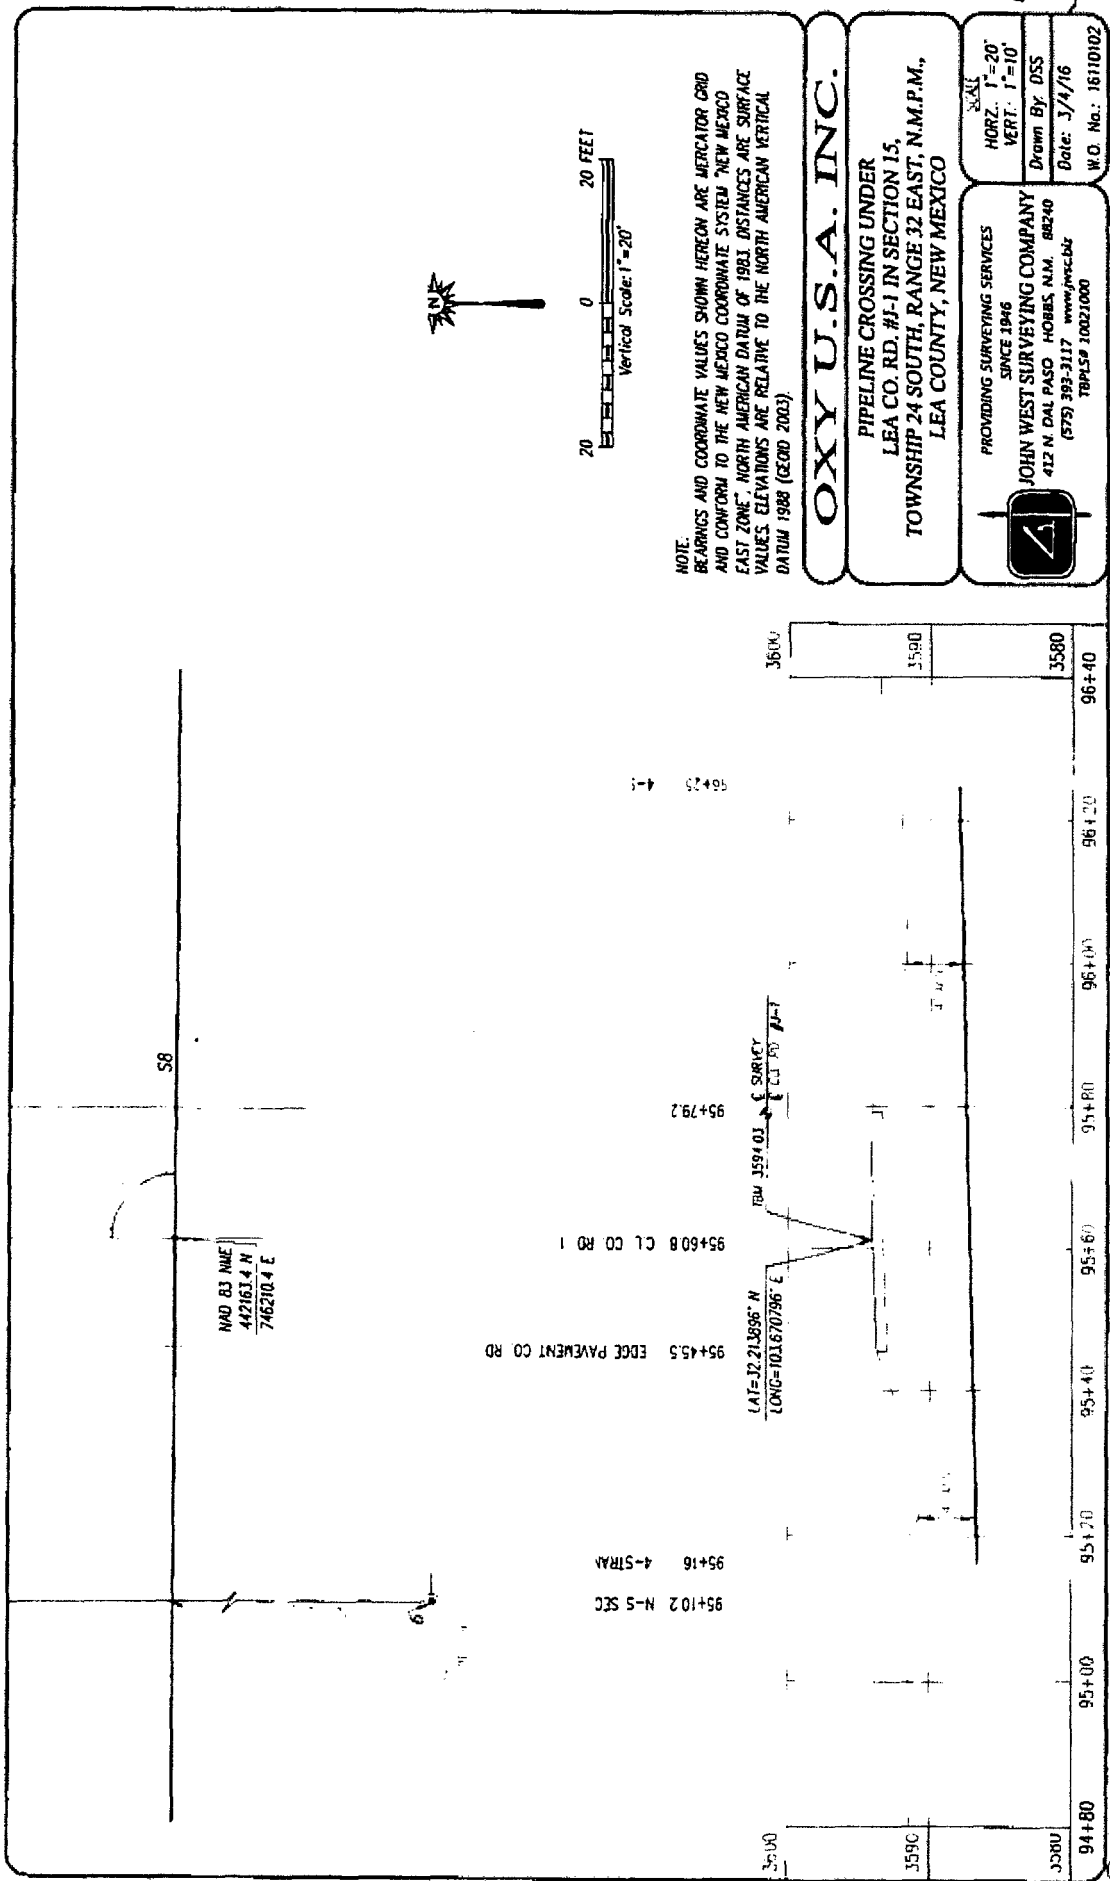 S8
NAD 83 NME
442163.4 N
746210.4 E
20 0 20 FEET
Vertical Scale: 1"=20'
N
NOTE:
BEARINGS AND COORDINATE VALUES SHOWN HEREON ARE MERCATOR GRID
AND CONFORM TO THE NEW MEXICO COORDINATE SYSTEM "NEW MEXICO
EAST ZONE", NORTH AMERICAN DATUM OF 1983. DISTANCES ARE SURFACE
VALUES. ELEVATIONS ARE RELATIVE TO THE NORTH AMERICAN VERTICAL
DATUM 1988 (GEOID 2003).
95+10.2 N-S SEC
95+16 4-STRAN
95+45.5 EDGE PAVEMENT CO. RD
95+60.8 C.L. CO. RD 1
95+79.2
96+25 4-S
LAT=32.213896° N
LONG=103.670796° E
TBM 3594.03
℄ SURVEY
℄ CO. RD #J-1
3600
3590
3580
3600
3590
3580
94+80 95+00 95+20 95+40 95+60 95+80 96+00 96+20 96+40
OXY U.S.A. INC.
PIPELINE CROSSING UNDER
LEA CO. RD. #J-1 IN SECTION 15,
TOWNSHIP 24 SOUTH, RANGE 32 EAST, N.M.P.M.,
LEA COUNTY, NEW MEXICO
PROVIDING SURVEYING SERVICES
SINCE 1946
JOHN WEST SURVEYING COMPANY
412 N. DAL PASO HOBBS, N.M. 88240
(575) 393-3117 www.jwsc.biz
TBPLS# 10021000
SCALE
HORZ.: 1"=20'
VERT.: 1"=10'
Drawn By: DSS
Date: 3/4/16
W.O. No.: 16110102